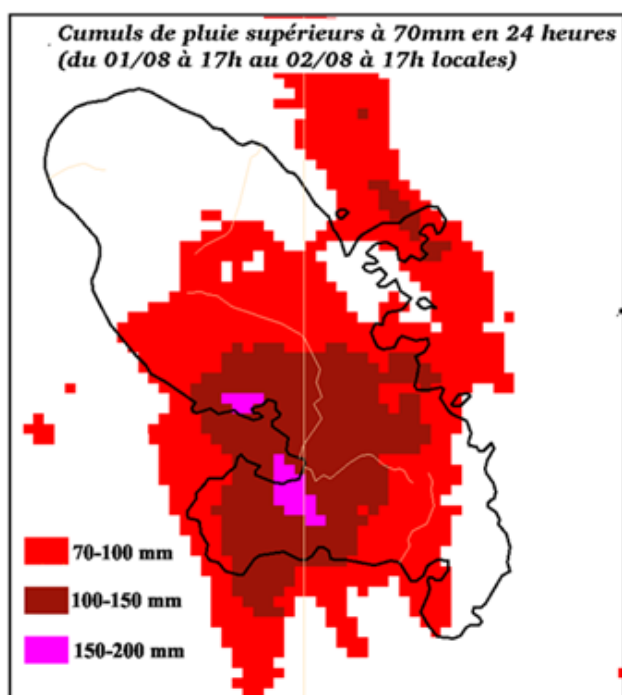 Cumuls de pluie supérieurs à 70mm en 24 heures
(du 01/08 à 17h au 02/08 à 17h locales)
70-100 mm
100-150 mm
150-200 mm